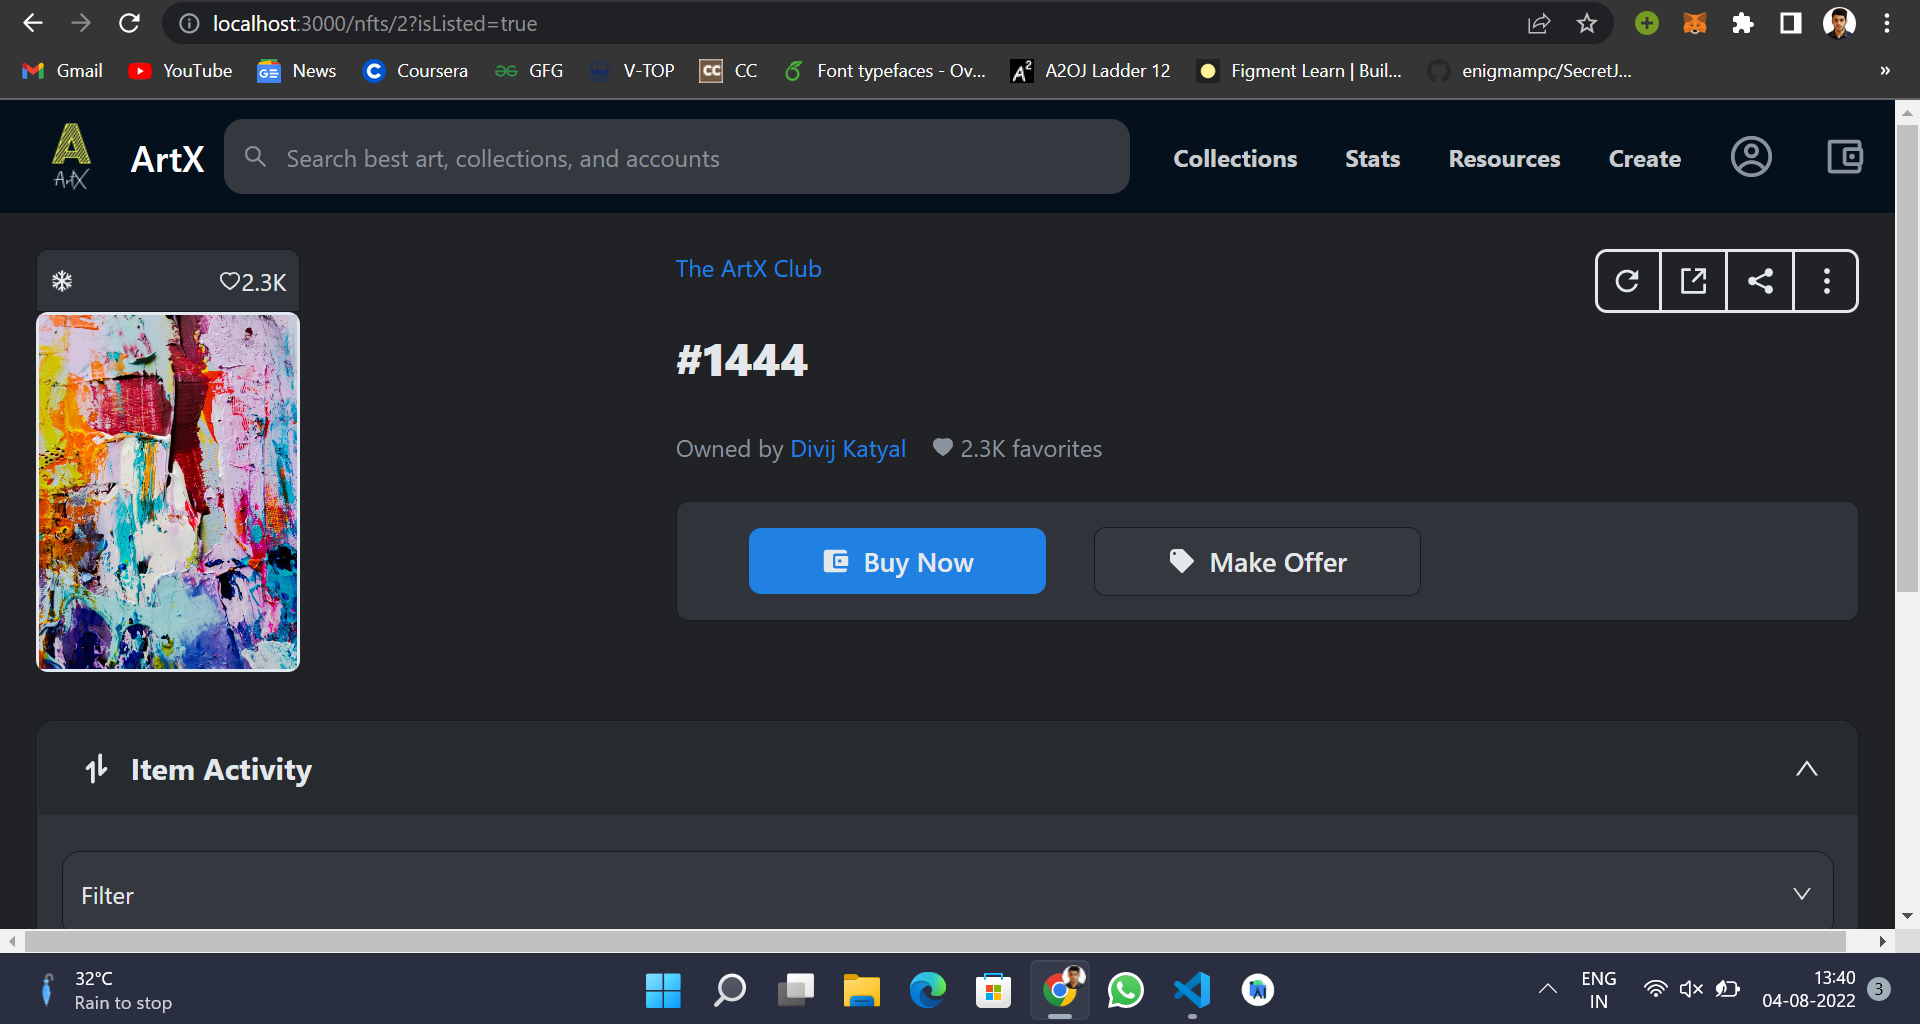 localhost:3000/nfts/2?isListed=true
Gmail YouTube News Coursera GFG V-TOP CC CC Font typefaces - Ov... A² A2OJ Ladder 12 Figment Learn | Buil... enigmampc/SecretJ... »
A
ArtX
ArtX
Search best art, collections, and accounts
Collections Stats Resources Create
2.3K
The ArtX Club
#1444
Owned by Divij Katyal 2.3K favorites
Buy Now Make Offer
Item Activity
Filter
32°C
Rain to stop
ENG
IN
13:40
04-08-2022
3